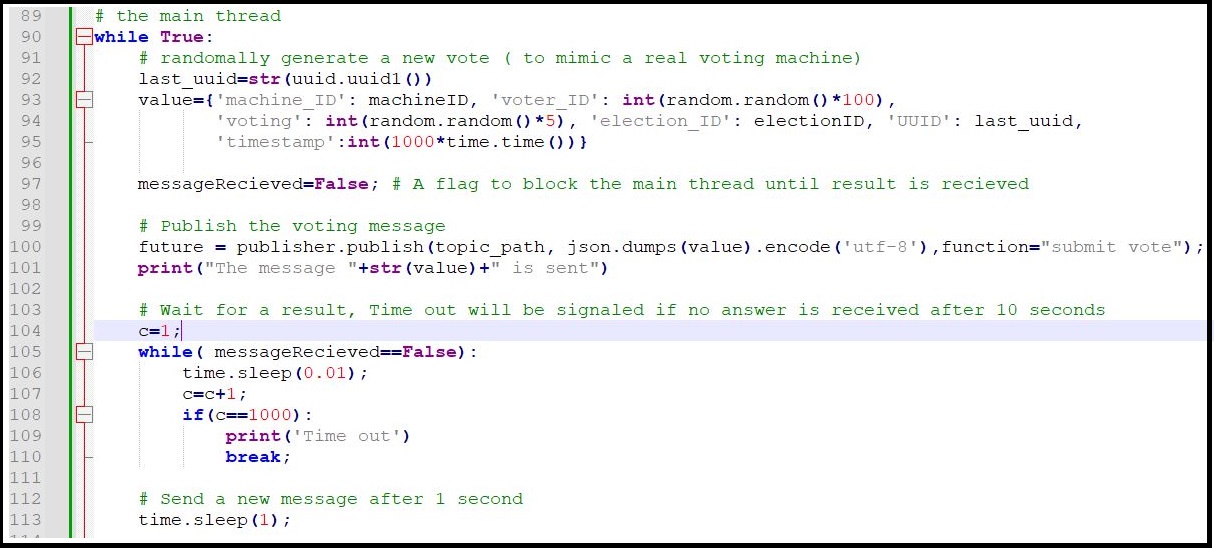 89 # the main thread
90 while True:
91 # randomally generate a new vote ( to mimic a real voting machine)
92 last_uuid=str(uuid.uuid1())
93 value={'machine_ID': machineID, 'voter_ID': int(random.random()*100),
94 'voting': int(random.random()*5), 'election_ID': electionID, 'UUID': last_uuid,
95 'timestamp':int(1000*time.time())}
96
97 messageRecieved=False; # A flag to block the main thread until result is recieved
98
99 # Publish the voting message
100 future = publisher.publish(topic_path, json.dumps(value).encode('utf-8'),function="submit vote");
101 print("The message "+str(value)+" is sent")
102
103 # Wait for a result, Time out will be signaled if no answer is received after 10 seconds
104 c=1;
105 while( messageRecieved==False):
106 time.sleep(0.01);
107 c=c+1;
108 if(c==1000):
109 print('Time out')
110 break;
111
112 # Send a new message after 1 second
113 time.sleep(1);